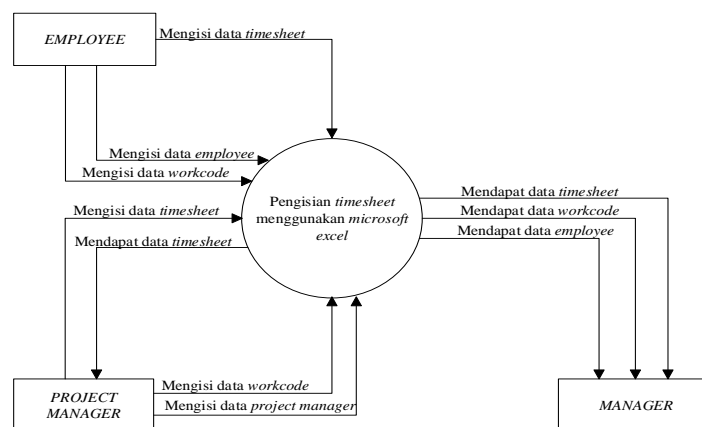 EMPLOYEE
Mengisi data timesheet
Mengisi data employee
Mengisi data workcode
Pengisian timesheet
menggunakan microsoft
excel
Mendapat data timesheet
Mendapat data workcode
Mendapat data employee
Mengisi data timesheet
Mendapat data timesheet
PROJECT
MANAGER
Mengisi data workcode
Mengisi data project manager
MANAGER